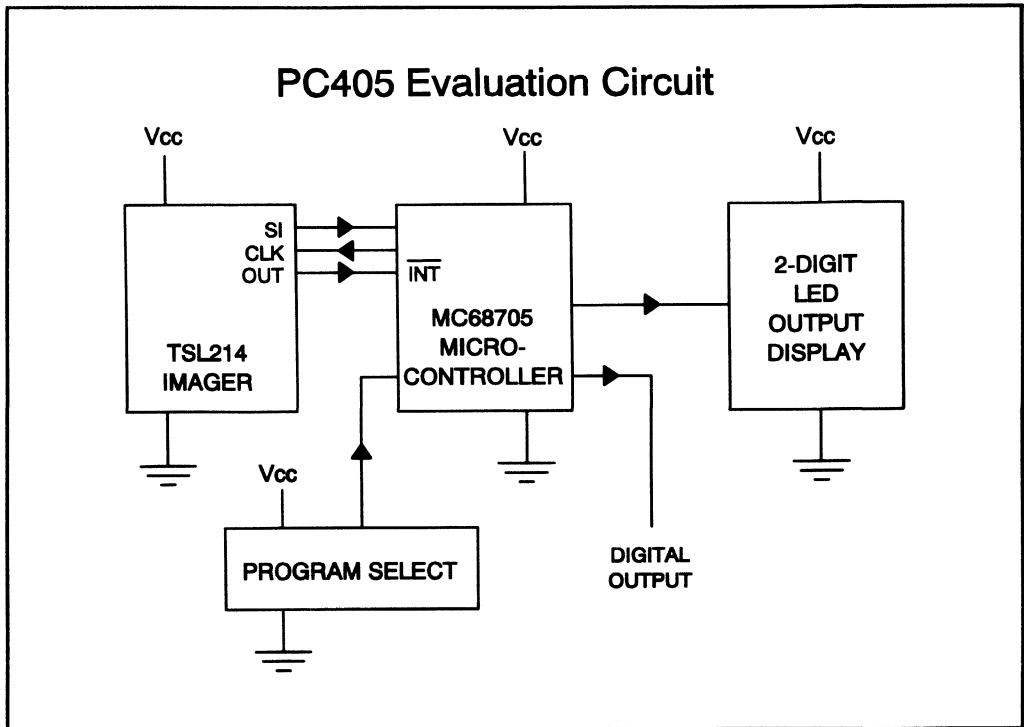 PC405 Evaluation Circuit
Vcc
Vcc
Vcc
SI
CLK
OUT
TSL214
IMAGER
INT
MC68705
MICRO-
CONTROLLER
2-DIGIT
LED
OUTPUT
DISPLAY
Vcc
PROGRAM SELECT
DIGITAL
OUTPUT